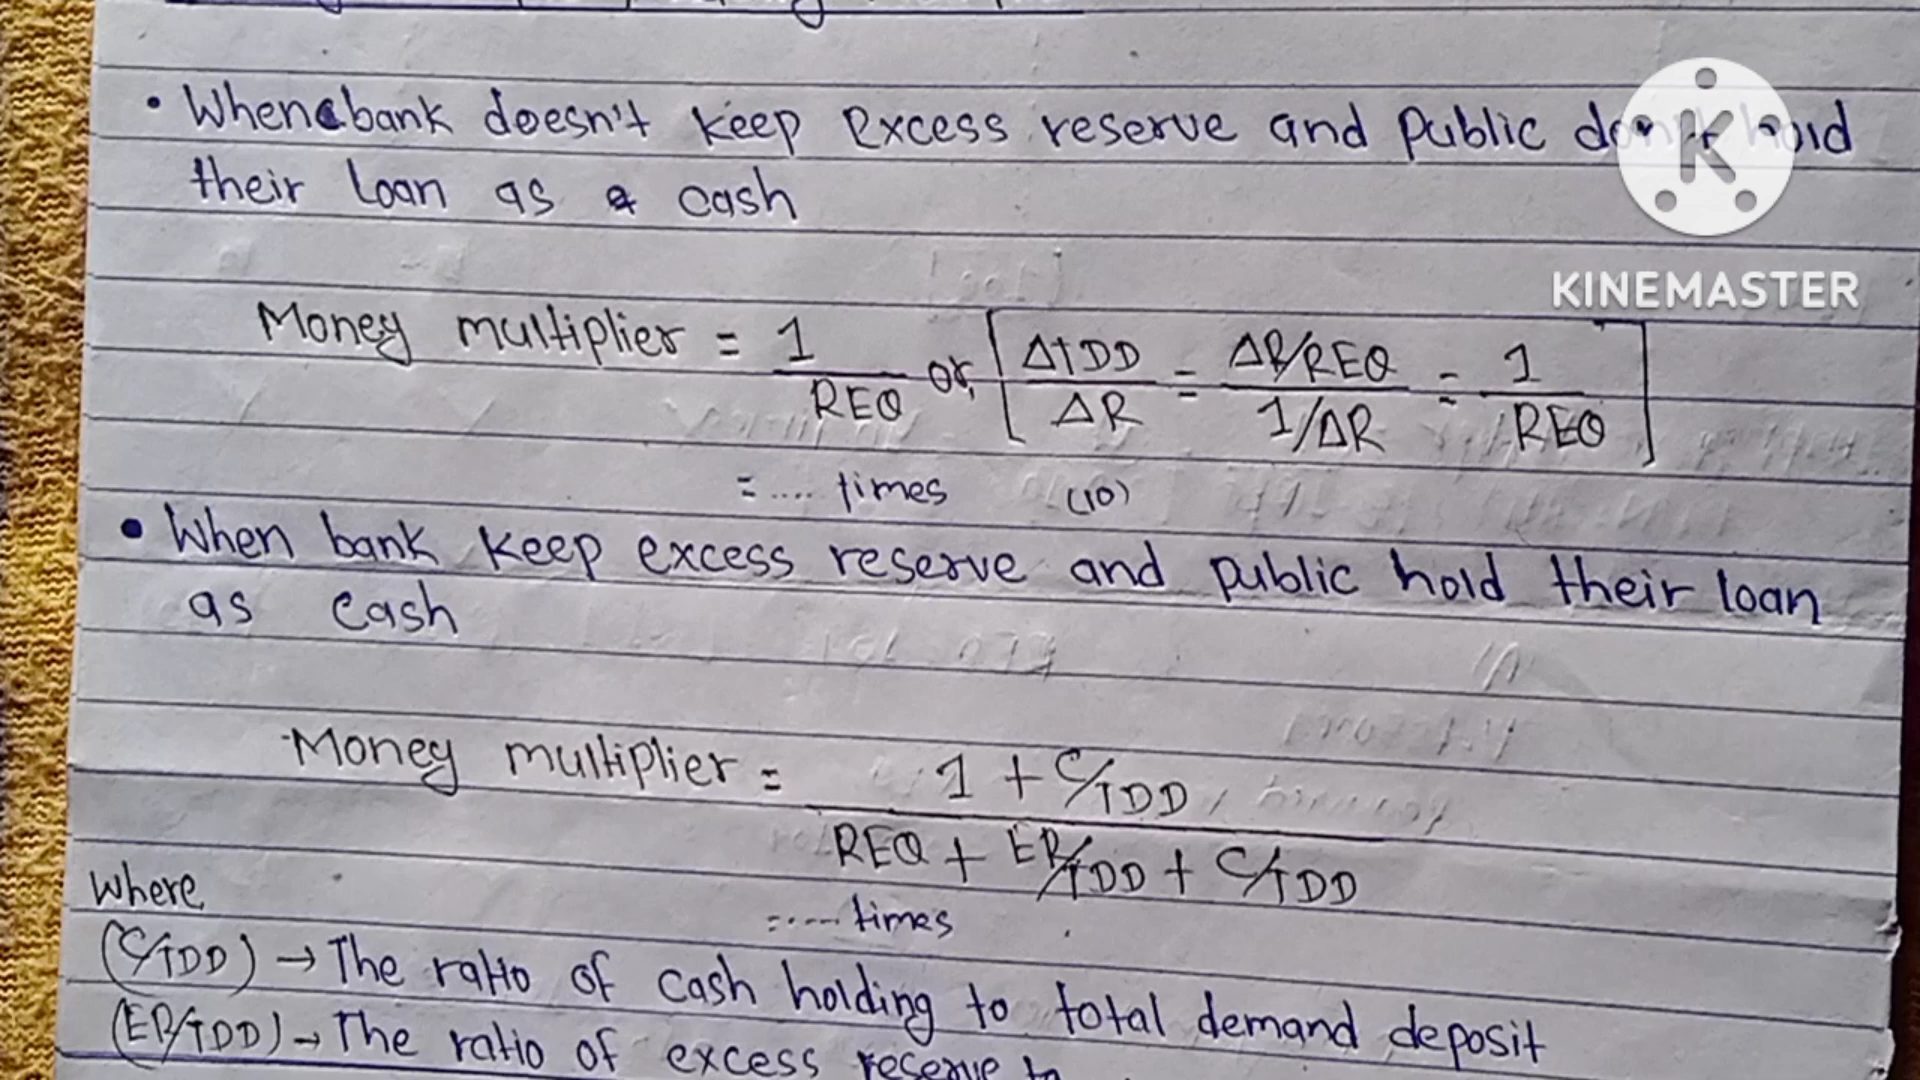 • When bank doesn't keep excess reserve and public don't hold
their loan as a cash
KINEMASTER
Money multiplier = 1/REQ or, [ΔTDD/ΔR = ΔR/REQ / 1/ΔR = 1/REQ]
= .... times (10)
• When bank keep excess reserve and public hold their loan
as cash
Money multiplier = 1 + C/TDD
REQ + ER/TDD + C/TDD
Where
= ..... times
(C/TDD) → The ratio of cash holding to total demand deposit
(ER/TDD) → The ratio of excess reserve to